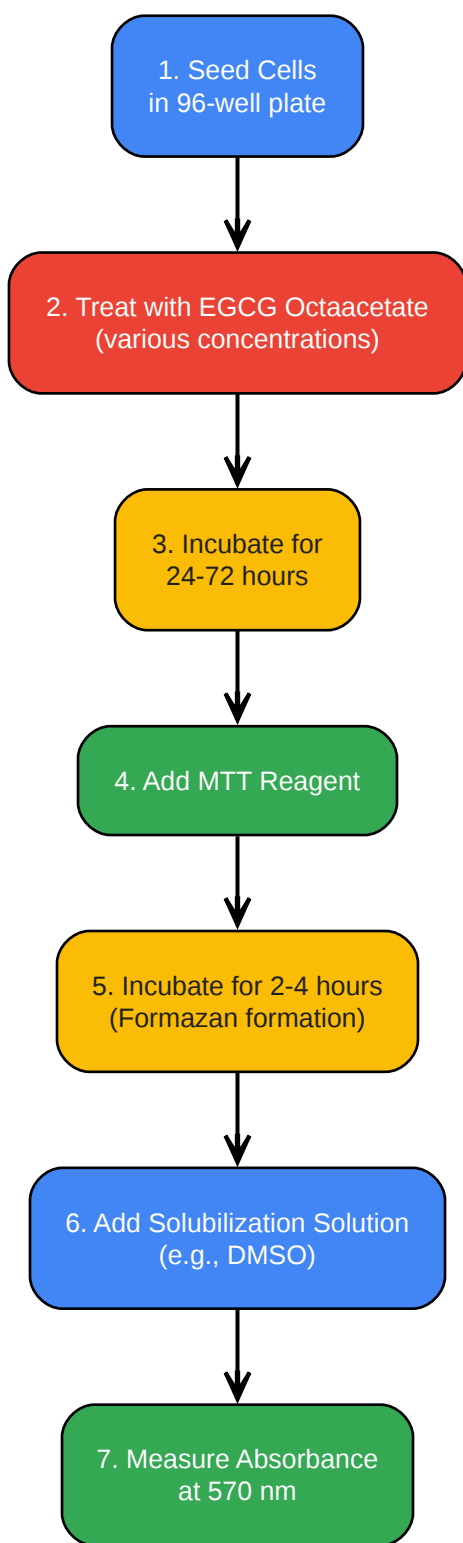 1. Seed Cells
in 96-well plate
2. Treat with EGCG Octaacetate
(various concentrations)
3. Incubate for
24-72 hours
4. Add MTT Reagent
5. Incubate for 2-4 hours
(Formazan formation)
6. Add Solubilization Solution
(e.g., DMSO)
7. Measure Absorbance
at 570 nm